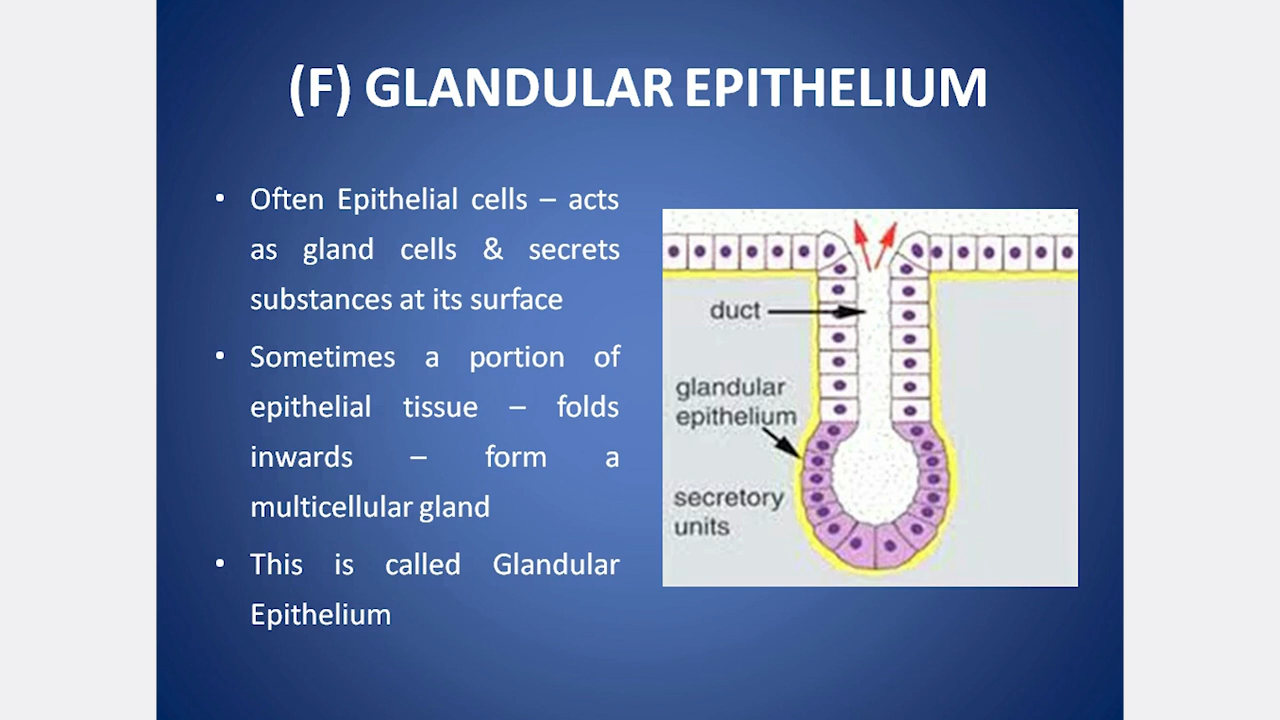 (F) GLANDULAR EPITHELIUM
• Often Epithelial cells – acts
as gland cells & secrets
substances at its surface
• Sometimes a portion of
epithelial tissue – folds
inwards – form a
multicellular gland
• This is called Glandular
Epithelium
duct
glandular
epithelium
secretory
units